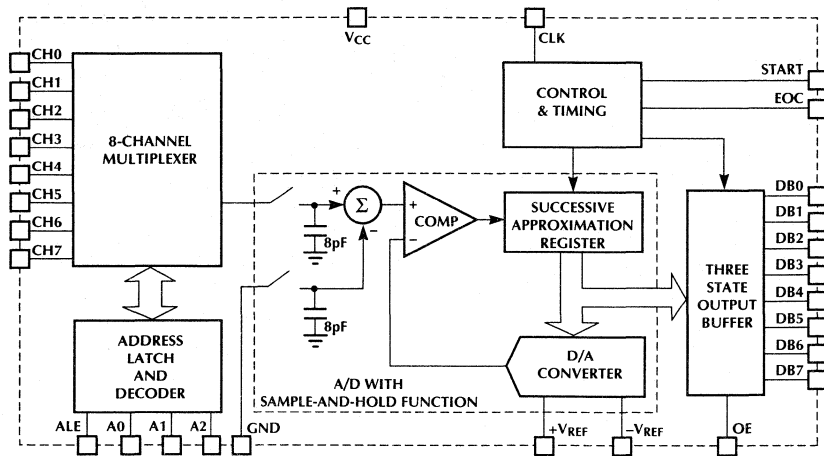 VCC
CLK
CH0
CH1
CH2
CH3
CH4
CH5
CH6
CH7
8-CHANNEL
MULTIPLEXER
CONTROL
& TIMING
START
EOC
+
Σ
−
8pF
8pF
+
COMP
−
SUCCESSIVE
APPROXIMATION
REGISTER
THREE
STATE
OUTPUT
BUFFER
DB0
DB1
DB2
DB3
DB4
DB5
DB6
DB7
ADDRESS
LATCH
AND
DECODER
D/A
CONVERTER
A/D WITH
SAMPLE-AND-HOLD FUNCTION
ALE
A0
A1
A2
GND
+VREF
−VREF
OE